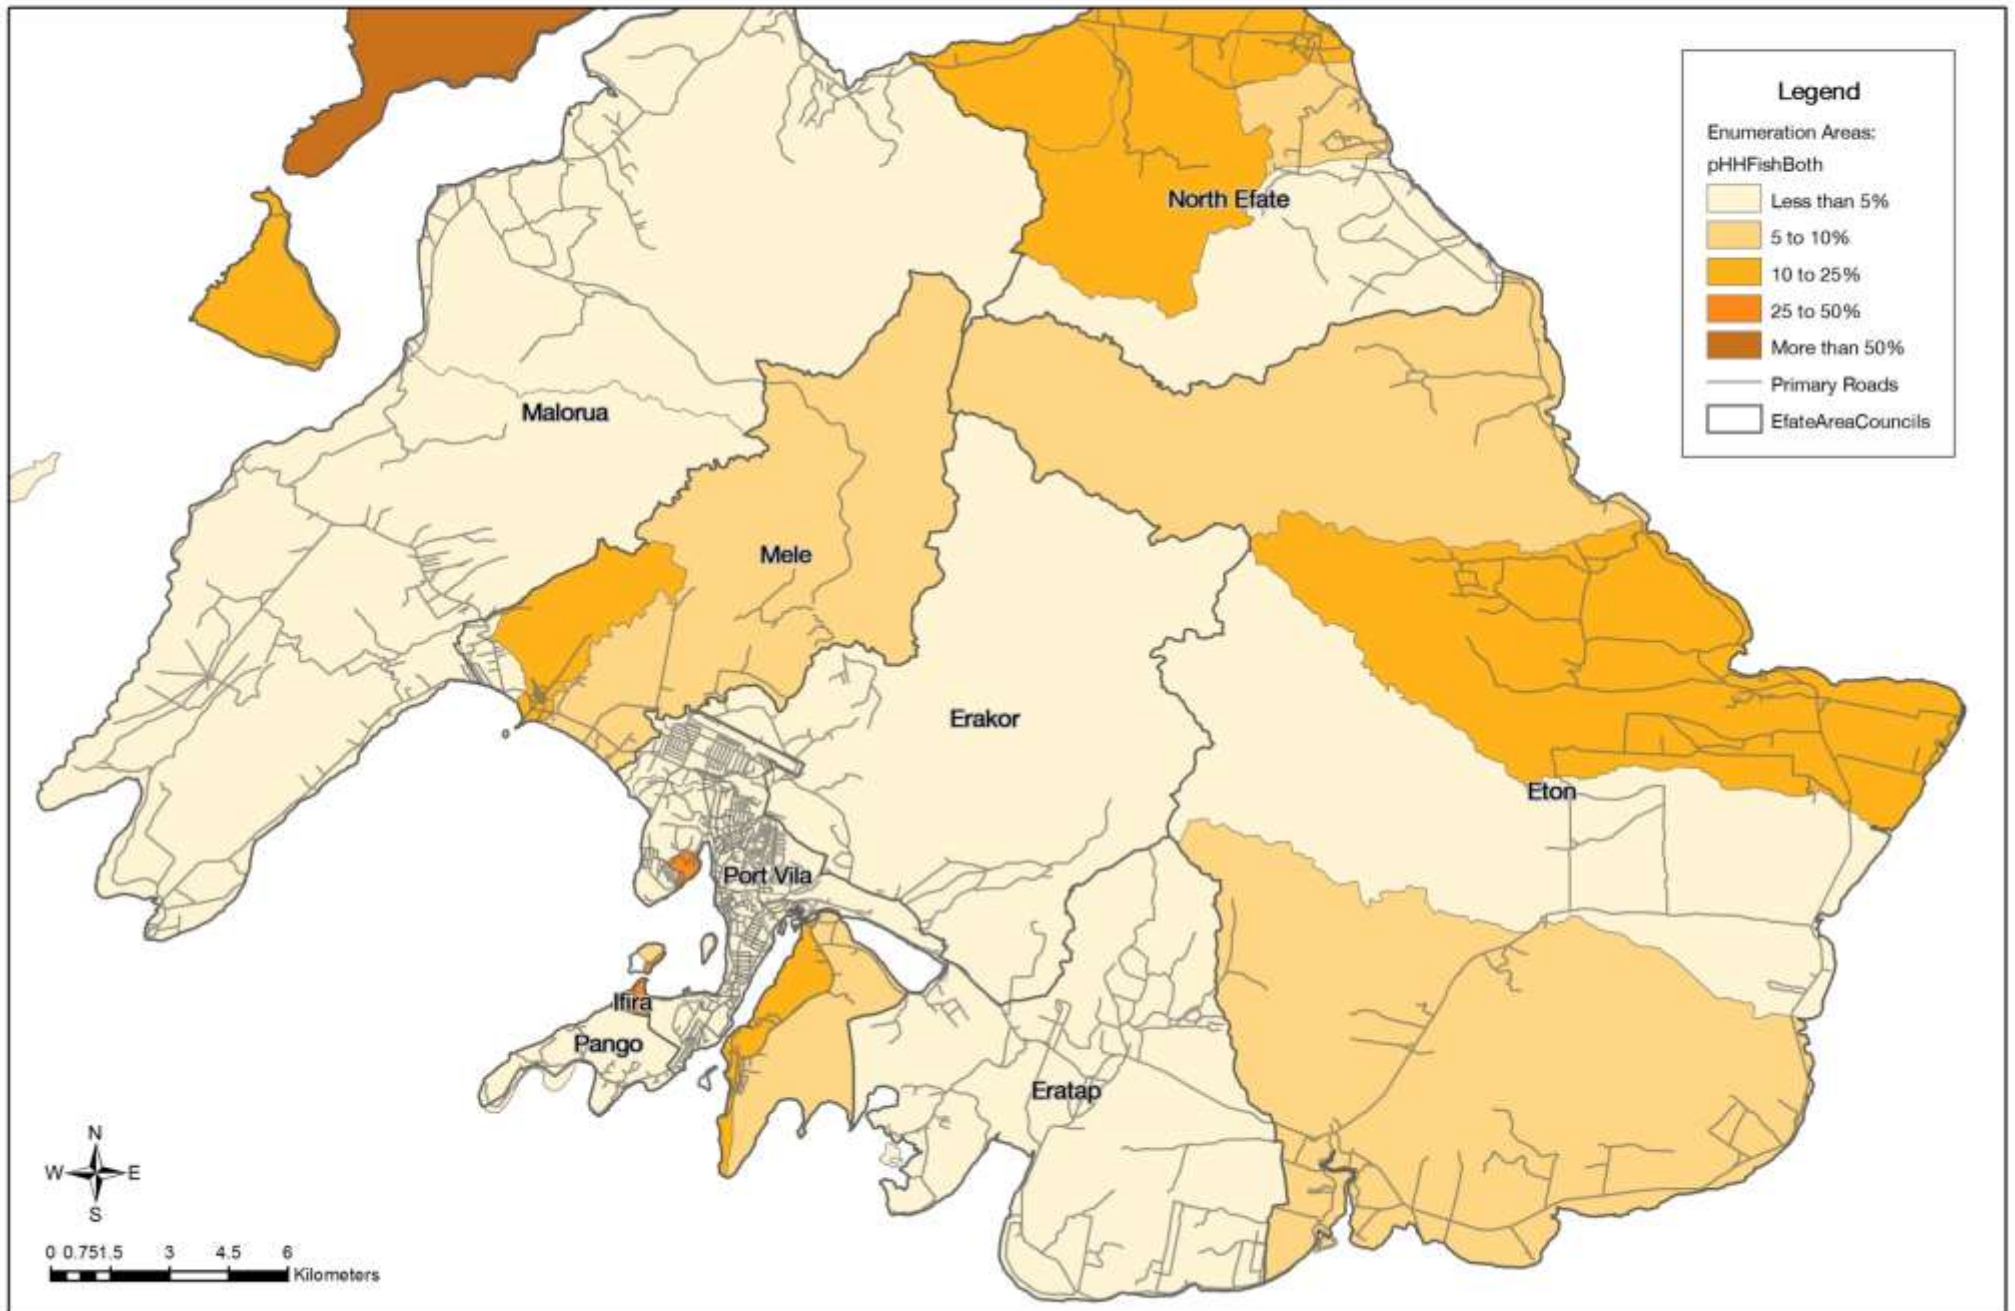 Legend
Enumeration Areas:
pHHFishBoth
Less than 5%
5 to 10%
10 to 25%
25 to 50%
More than 50%
Primary Roads
EfateAreaCouncils
North Efate
Malorua
Mele
Erakor
Eton
Port Vila
Ifira
Pango
Eratap
N
W E
S
0 0.751.5 3 4.5 6
Kilometers